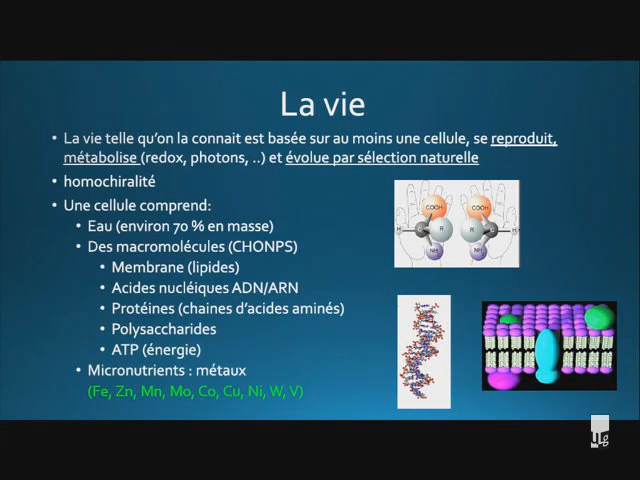 La vie
• La vie telle qu'on la connait est basée sur au moins une cellule, se reproduit,
métabolise (redox, photons, ..) et évolue par sélection naturelle
• homochiralité
• Une cellule comprend:
• Eau (environ 70 % en masse)
• Des macromolécules (CHONPS)
• Membrane (lipides)
• Acides nucléiques ADN/ARN
• Protéines (chaines d'acides aminés)
• Polysaccharides
• ATP (énergie)
• Micronutrients : métaux
(Fe, Zn, Mn, Mo, Co, Cu, Ni, W, V)
COOH COOH
H C R R C H
NH NH
ULg